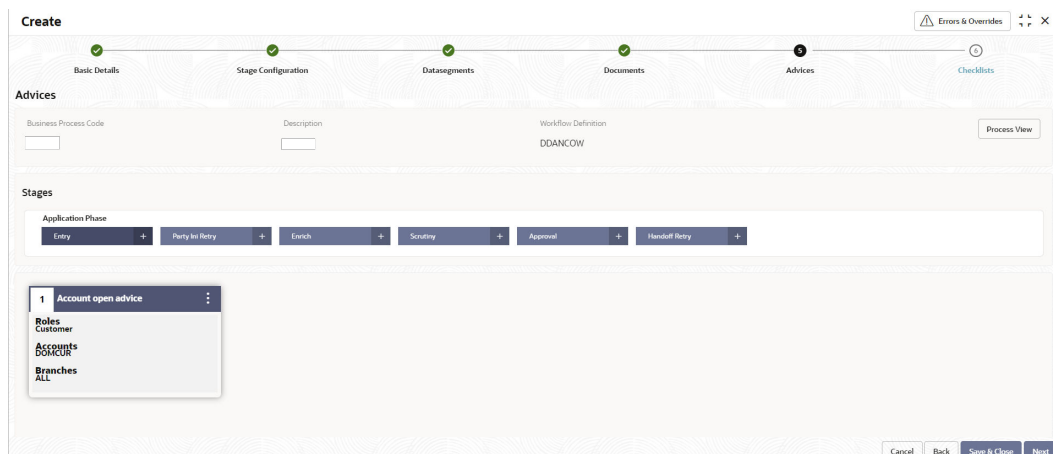 Create
Errors & Overrides
5
6
Basic Details
Stage Configuration
Datasegments
Documents
Advices
Checklists
Advices
Business Process Code
Description
Workflow Definition
DDANCOW
Process View
Stages
Application Phase
Entry +
Party Ini Retry +
Enrich +
Scrutiny +
Approval +
Handoff Retry +
1 Account open advice
Roles
Customer
Accounts
DOMCUR
Branches
ALL
Cancel
Back
Save & Close
Next